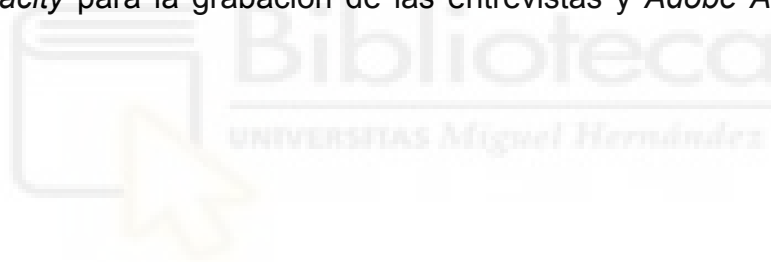 acity para la grabación de las entrevistas y Adobe A
Biblioteca
UNIVERSITAS Miguel Hernández